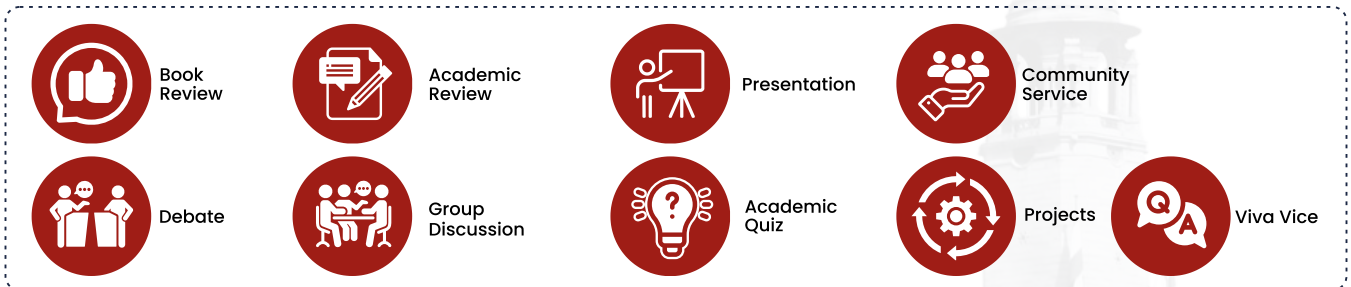 Book
Review
Academic
Review
Presentation
Community
Service
Debate
Group
Discussion
?
Academic
Quiz
Projects
Q
A
Viva Vice